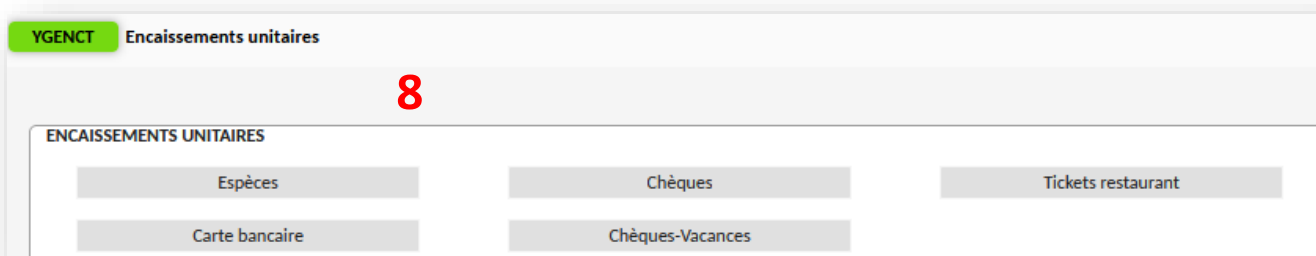 YGENCT Encaissements unitaires
8
ENCAISSEMENTS UNITAIRES
Espèces Chèques Tickets restaurant
Carte bancaire Chèques-Vacances